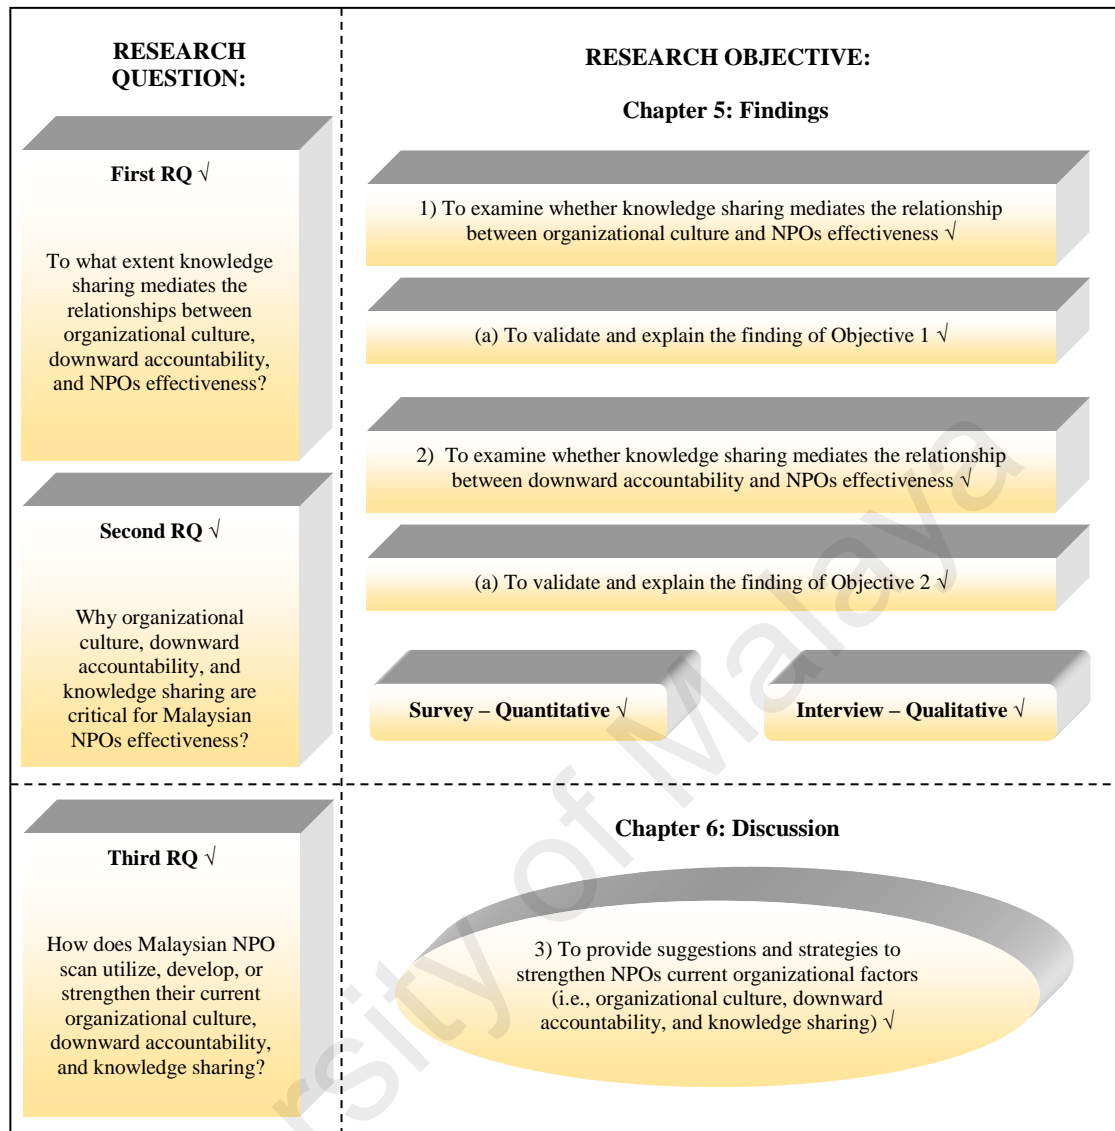 RESEARCH
QUESTION:
First RQ √
To what extent knowledge
sharing mediates the
relationships between
organizational culture,
downward accountability,
and NPOs effectiveness?
Second RQ √
Why organizational
culture, downward
accountability, and
knowledge sharing are
critical for Malaysian
NPOs effectiveness?
Third RQ √
How does Malaysian NPO
scan utilize, develop, or
strengthen their current
organizational culture,
downward accountability,
and knowledge sharing?
RESEARCH OBJECTIVE:
Chapter 5: Findings
1) To examine whether knowledge sharing mediates the relationship
between organizational culture and NPOs effectiveness √
(a) To validate and explain the finding of Objective 1 √
2) To examine whether knowledge sharing mediates the relationship
between downward accountability and NPOs effectiveness √
(a) To validate and explain the finding of Objective 2 √
Survey – Quantitative √
Interview – Qualitative √
Chapter 6: Discussion
3) To provide suggestions and strategies to
strengthen NPOs current organizational factors
(i.e., organizational culture, downward
accountability, and knowledge sharing) √
rsity of Malaya